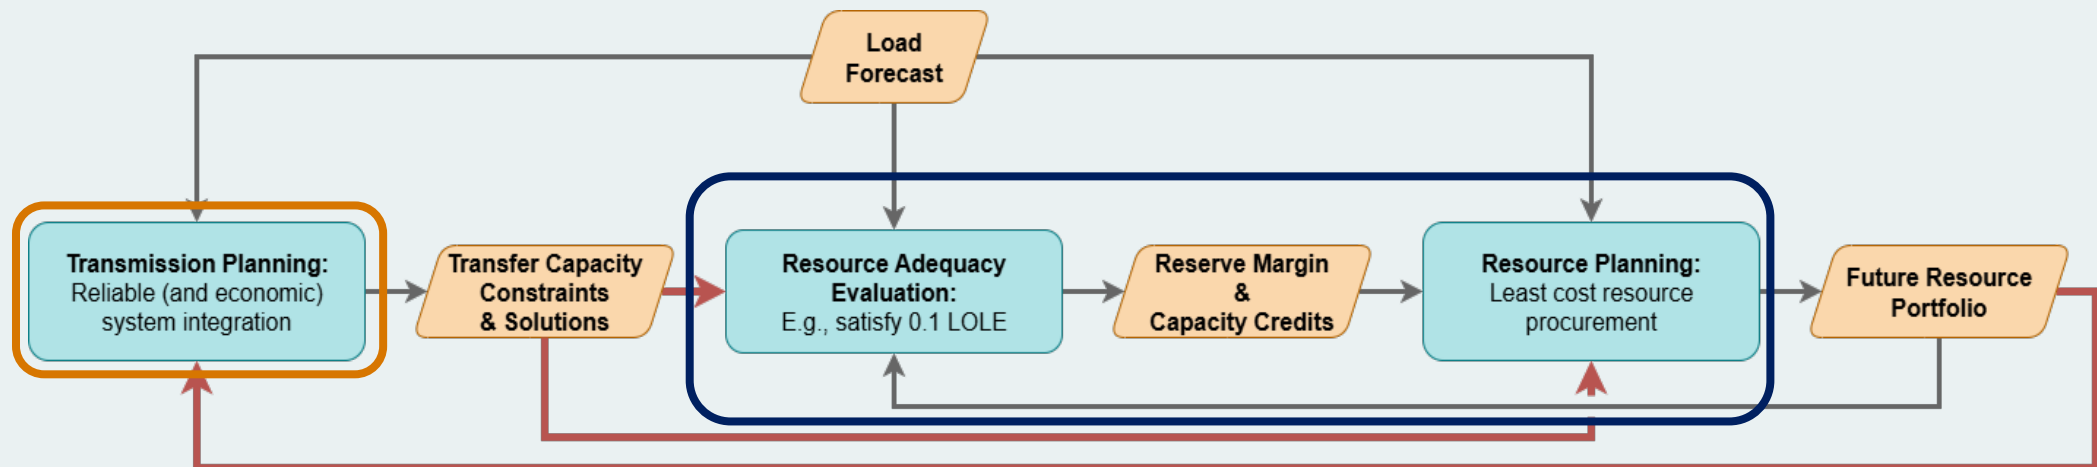 Load
Forecast
Transmission Planning:
Reliable (and economic)
system integration
Transfer Capacity
Constraints
& Solutions
Resource Adequacy
Evaluation:
E.g., satisfy 0.1 LOLE
Reserve Margin
&
Capacity Credits
Resource Planning:
Least cost resource
procurement
Future Resource
Portfolio